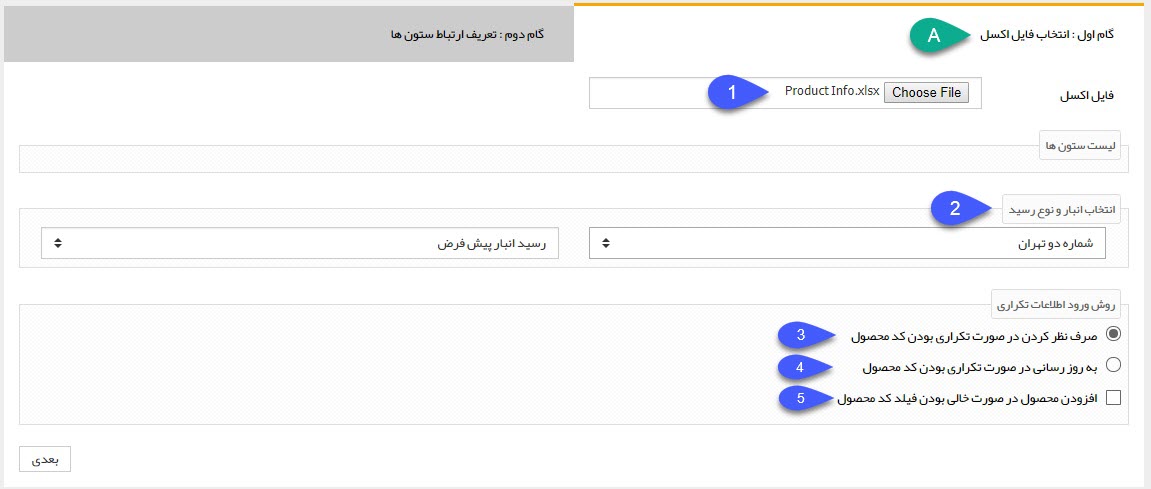 گام اول : انتخاب فایل اکسل
A
گام دوم : تعریف ارتباط ستون ها
فایل اکسل
Choose File
Product Info.xlsx
1
لیست ستون ها
انتخاب انبار و نوع رسید
2
شماره دو تهران
رسید انبار پیش فرض
روش ورود اطلاعات تکراری
صرف نظر کردن در صورت تکراری بودن کد محصول
3
به روز رسانی در صورت تکراری بودن کد محصول
4
افزودن محصول در صورت خالی بودن فیلد کد محصول
5
بعدی